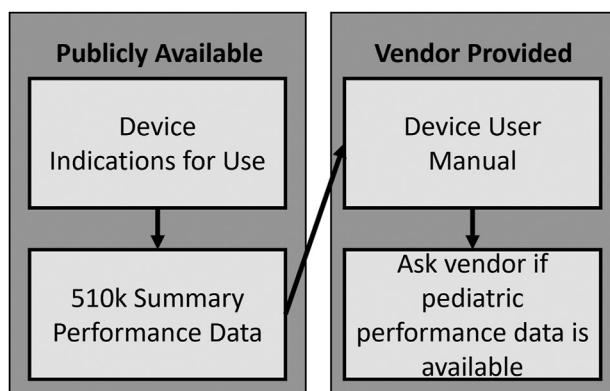 Publicly Available
Device
Indications for Use
510k Summary
Performance Data
Vendor Provided
Device User
Manual
Ask vendor if
pediatric
performance data is
available